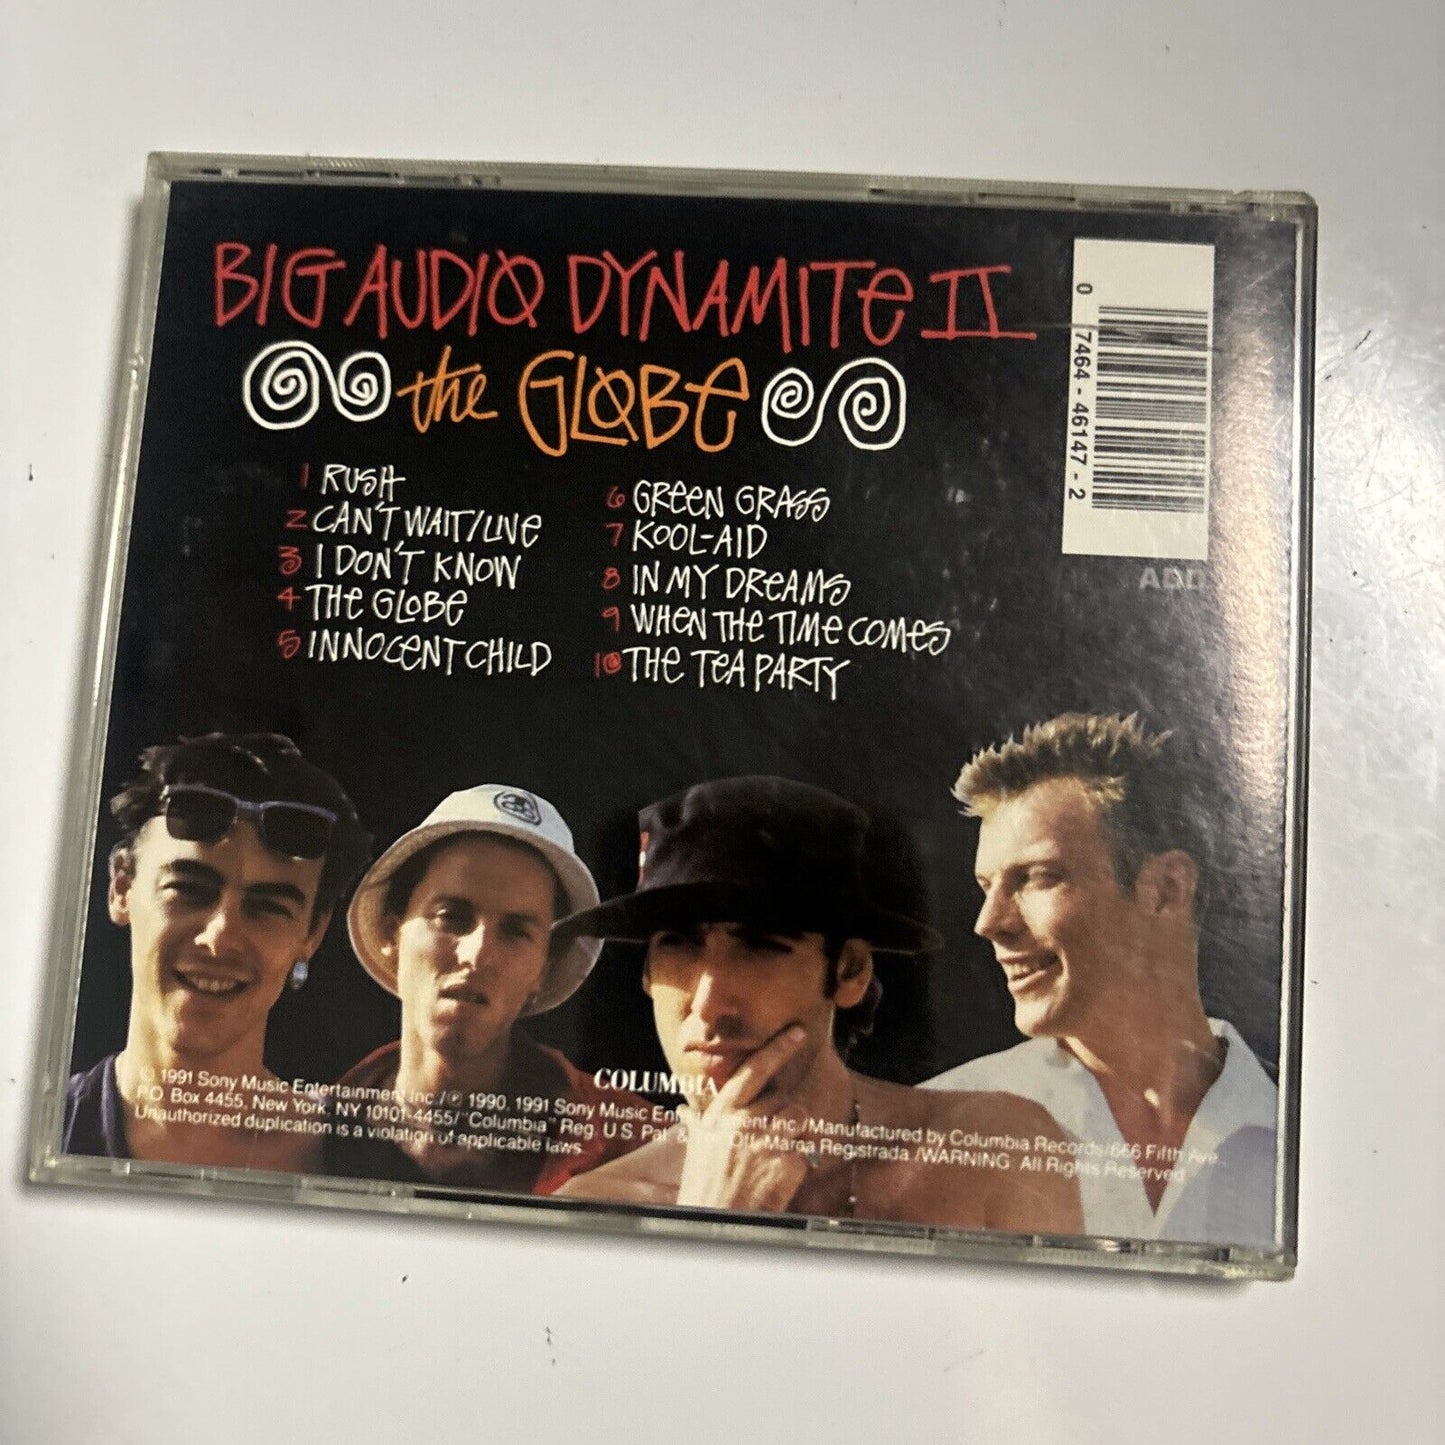 BIG AUDIO DYNAMITE II
the GLOBE
1 RUSH
2 CAN'T WAIT/LIVE
3 I DON'T KNOW
4 THE GLOBE
5 INNOCENT CHILD
6 GREEN GRASS
7 KOOL-AID
8 IN MY DREAMS
9 WHEN THE TIME COMES
10 THE TEA PARTY
0 7464-46147-2
ADD
COLUMBIA
© 1991 Sony Music Entertainment Inc./℗ 1990, 1991 Sony Music Entertainment Inc./Manufactured by Columbia Records/666 Fifth Ave.,
P.O. Box 4455, New York, NY 10101-4455/"Columbia" Reg. U.S. Pat. & Tm. Off. Marca Registrada./WARNING: All Rights Reserved.
Unauthorized duplication is a violation of applicable laws.